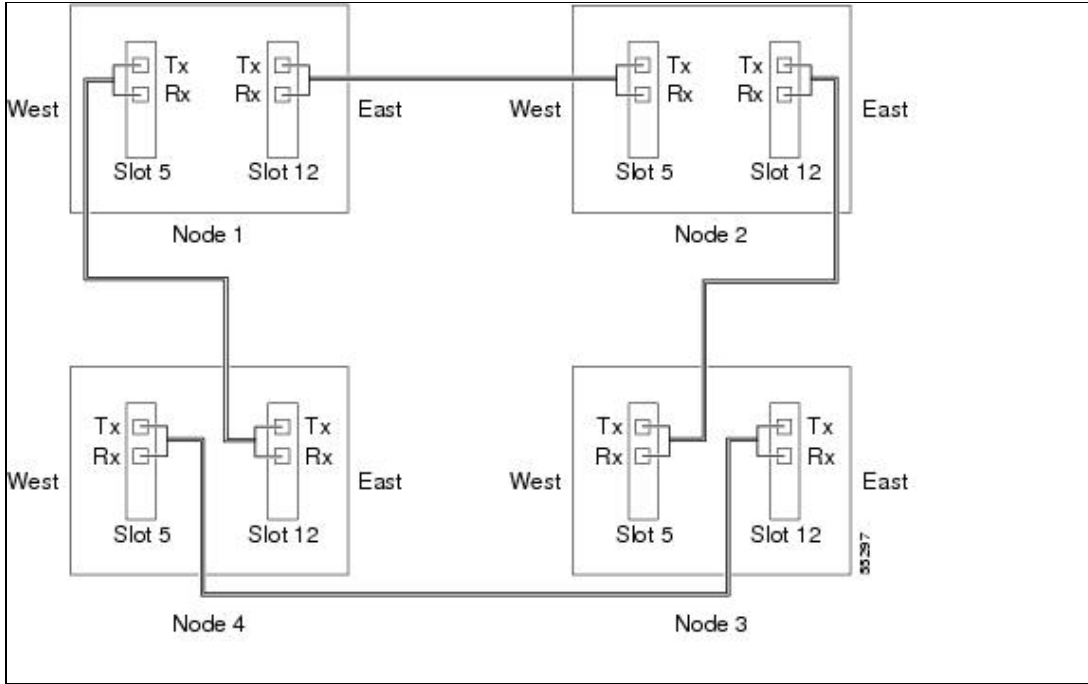 Tx Tx Tx Tx
Rx Rx Rx Rx
West East West East
Slot 5 Slot 12 Slot 5 Slot 12
Node 1 Node 2
Tx Tx Tx Tx
Rx Rx Rx Rx
West East West East
Slot 5 Slot 12 Slot 5 Slot 12
55297
Node 4 Node 3